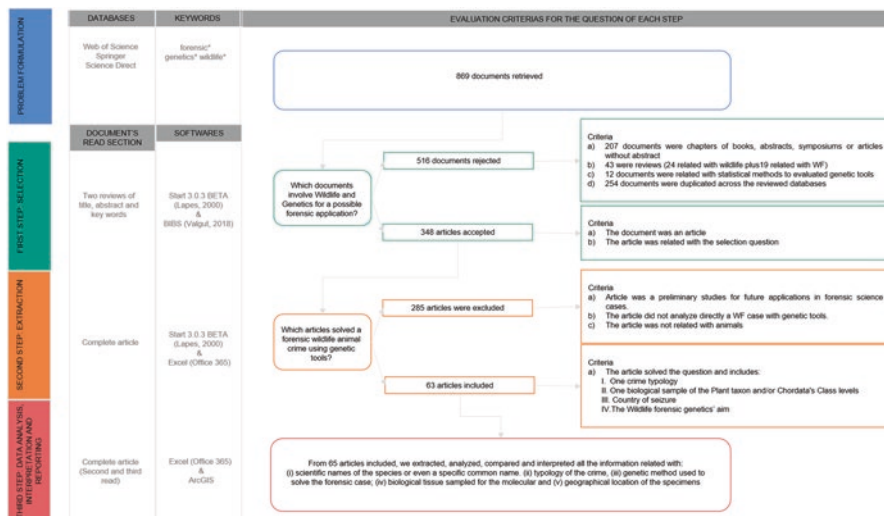 DATABASES
KEYWORDS
EVALUATION CRITERIAS FOR THE QUESTION OF EACH STEP
PROBLEM FORMULATION
Web of Science
Springer
Science Direct
forensic*
genetics* wildlife*
869 documents retrieved
DOCUMENT'S
READ SECTION
SOFTWARES
FIRST STEP: SELECTION
Two reviews of
title, abstract and
key words
Start 3.0.3 BETA
(Lapes, 2000)
&
BIBS (Valgut, 2018)
Which documents
involve Wildlife and
Genetics for a possible
forensic application?
516 documents rejected
Criteria
a) 207 documents were chapters of books, abstracts, symposiums or articles
without abstract
b) 43 were reviews (24 related with wildlife plus19 related with WF)
c) 12 documents were related with statistical methods to evaluated genetic tools
d) 254 documents were duplicated across the reviewed databases
348 articles accepted
Criteria
a) The document was an article
b) The article was related with the selection question
SECOND STEP: EXTRACTION
Complete article
Start 3.0.3 BETA
(Lapes, 2000)
&
Excel (Office 365)
Which articles solved a
forensic wildlife animal
crime using genetic
tools?
285 articles were excluded
Criteria
a) Article was a preliminary studies for future applications in forensic science
cases.
b) The article did not analyze directly a WF case with genetic tools.
c) The article was not related with animals
63 articles included
Criteria
a) The article solved the question and includes:
I. One crime typology
II. One biological sample of the Plant taxon and/or Chordata's Class levels
III. Country of seizure
IV.The Wildlife forensic genetics' aim
THIRD STEP: DATA ANALYSIS,
INTERPRETATION AND
REPORTING
Complete article
(Second and third
read)
Excel (Office 365)
&
ArcGIS
From 65 articles included, we extracted, analyzed, compared and interpreted all the information related with:
(i) scientific names of the species or even a specific common name. (ii) typology of the crime, (iii) genetic method used to
solve the forensic case; (iv) biological tissue sampled for the molecular and (v) geographical location of the specimens